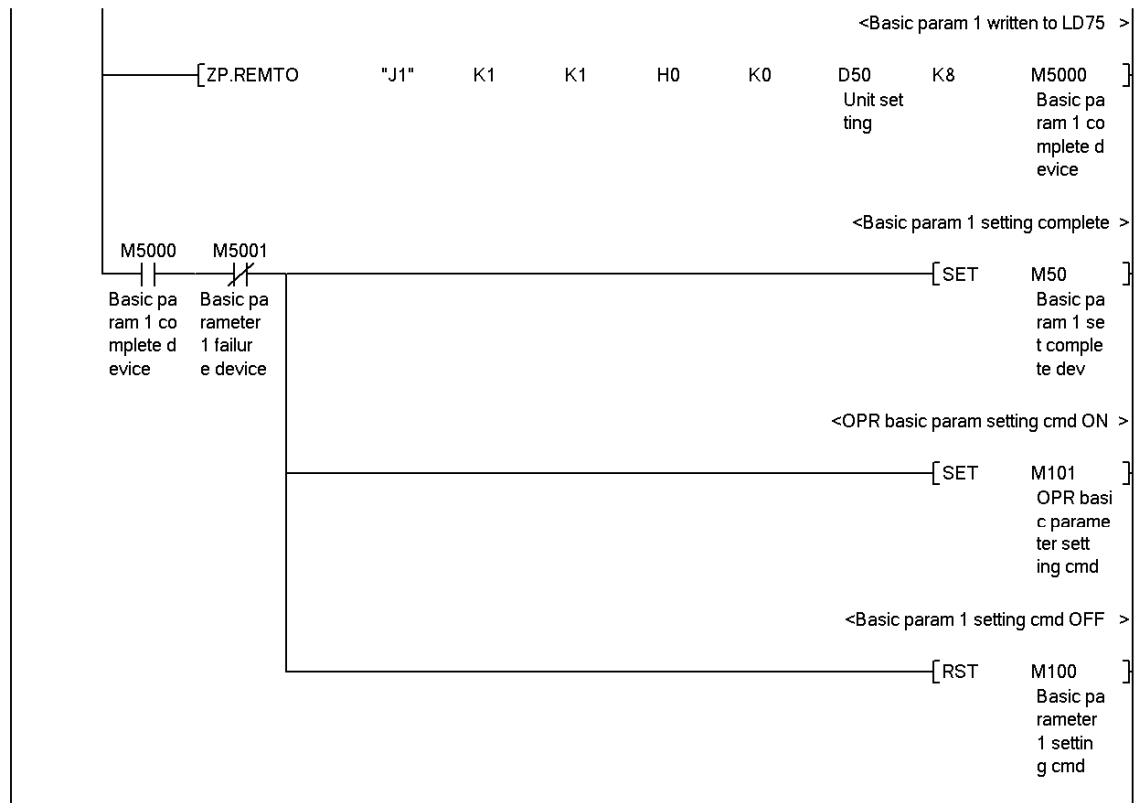 <Basic param 1 written to LD75 >
[ZP.REMTO "J1" K1 K1 H0 K0 D50 K8 M5000 ]
Unit set
ting
Basic pa
ram 1 co
mplete d
evice
<Basic param 1 setting complete >
M5000 M5001
[SET M50 ]
Basic pa
ram 1 co
mplete d
evice
Basic pa
rameter
1 failur
e device
Basic pa
ram 1 se
t comple
te dev
<OPR basic param setting cmd ON >
[SET M101 ]
OPR basi
c parame
ter sett
ing cmd
<Basic param 1 setting cmd OFF >
[RST M100 ]
Basic pa
rameter
1 settin
g cmd